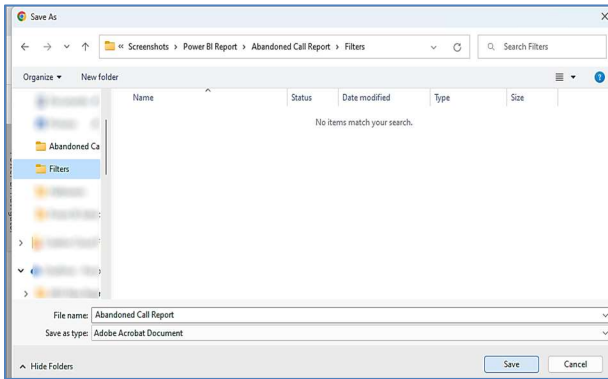 Save As
« Screenshots > Power BI Report > Abandoned Call Report > Filters
Search Filters
Organize New folder
Name Status Date modified Type Size
No items match your search.
Abandoned Ca
Filters
File name: Abandoned Call Report
Save as type: Adobe Acrobat Document
Hide Folders Save Cancel